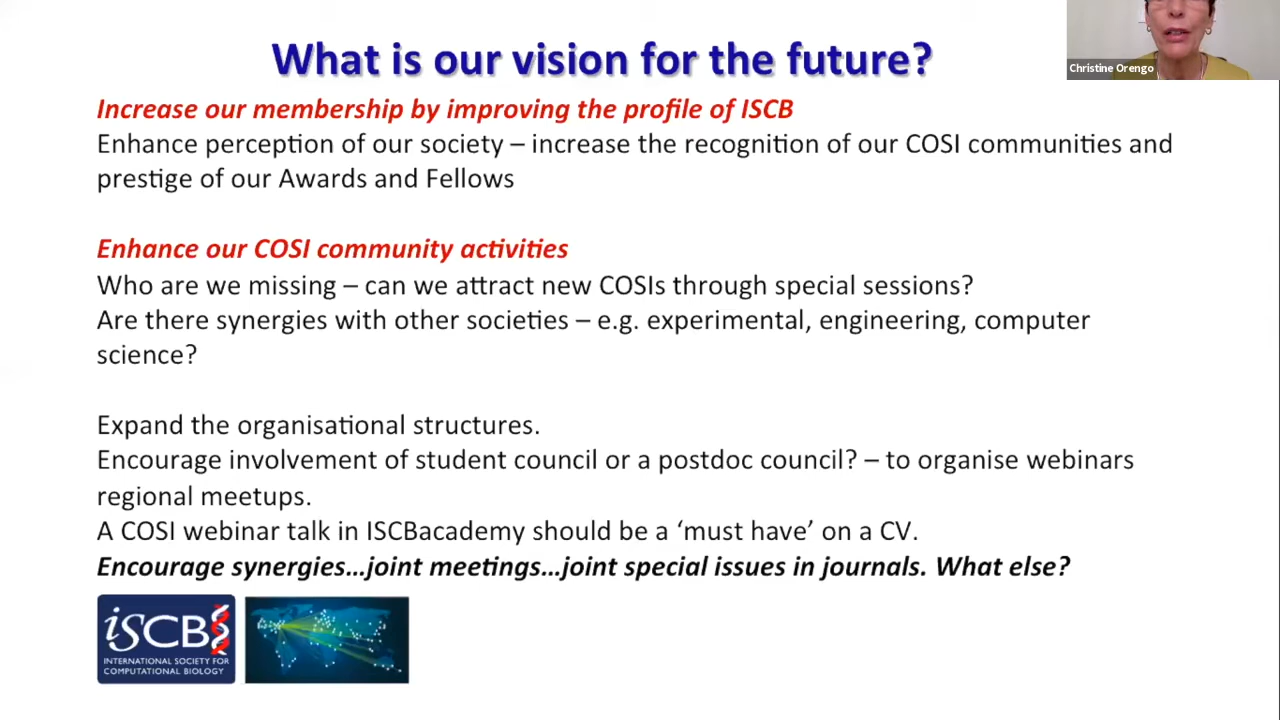 What is our vision for the future?
Christine Orengo
Increase our membership by improving the profile of ISCB
Enhance perception of our society – increase the recognition of our COSI communities and
prestige of our Awards and Fellows
Enhance our COSI community activities
Who are we missing – can we attract new COSIs through special sessions?
Are there synergies with other societies – e.g. experimental, engineering, computer
science?
Expand the organisational structures.
Encourage involvement of student council or a postdoc council? – to organise webinars
regional meetups.
A COSI webinar talk in ISCBacademy should be a ‘must have’ on a CV.
Encourage synergies...joint meetings...joint special issues in journals. What else?
iSCB
INTERNATIONAL SOCIETY FOR
COMPUTATIONAL BIOLOGY